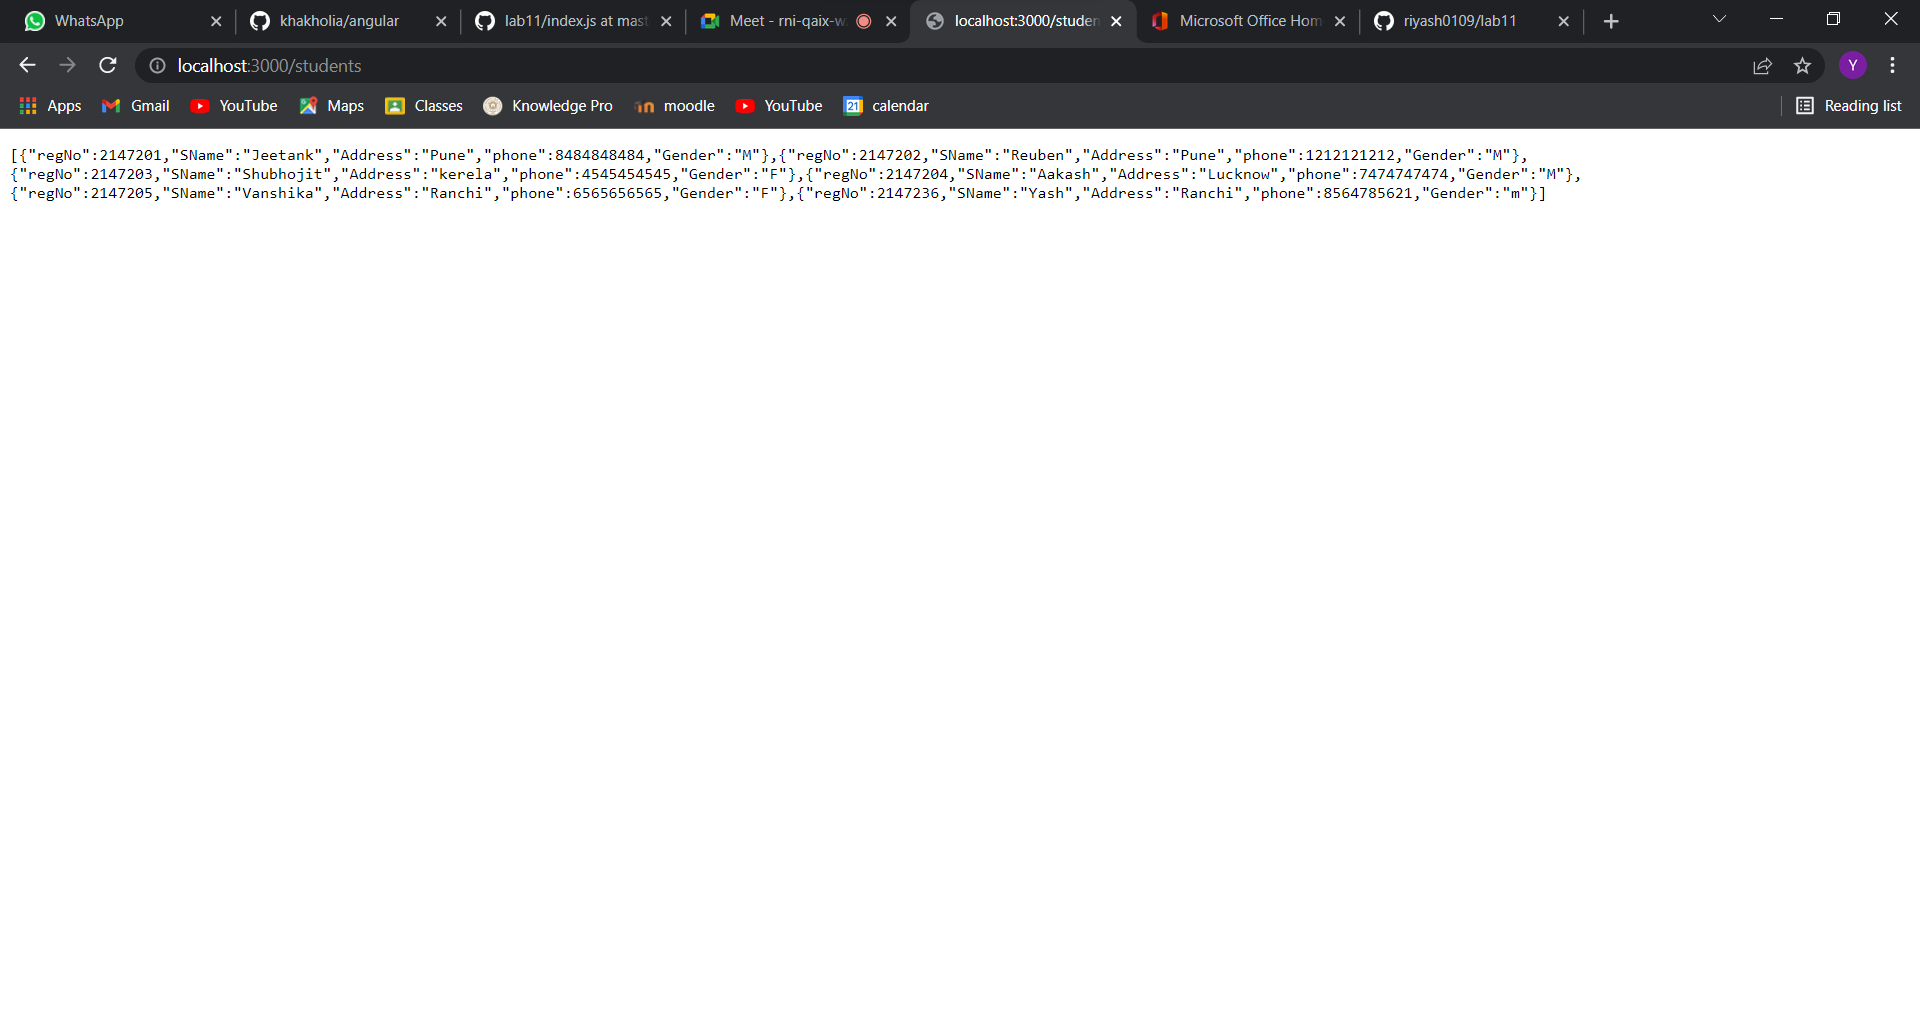 WhatsApp
khakholia/angular
lab11/index.js at mast
Meet - rni-qaix-w
localhost:3000/studen
Microsoft Office Hom
riyash0109/lab11
localhost:3000/students
Y
Apps
Gmail
YouTube
Maps
Classes
Knowledge Pro
moodle
YouTube
21
calendar
Reading list
[{"regNo":2147201,"SName":"Jeetank","Address":"Pune","phone":8484848484,"Gender":"M"},{"regNo":2147202,"SName":"Reuben","Address":"Pune","phone":1212121212,"Gender":"M"},
{"regNo":2147203,"SName":"Shubhojit","Address":"kerela","phone":4545454545,"Gender":"F"},{"regNo":2147204,"SName":"Aakash","Address":"Lucknow","phone":7474747474,"Gender":"M"},
{"regNo":2147205,"SName":"Vanshika","Address":"Ranchi","phone":6565656565,"Gender":"F"},{"regNo":2147236,"SName":"Yash","Address":"Ranchi","phone":8564785621,"Gender":"m"}]